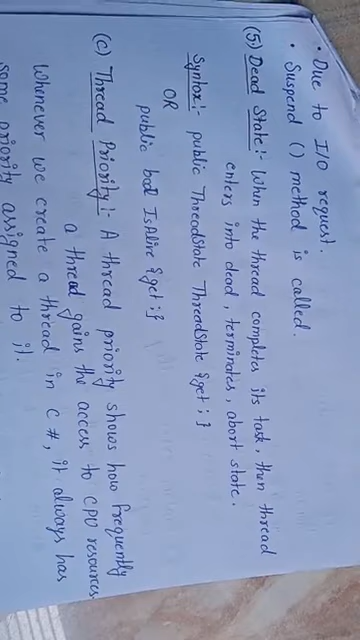 • Due to I/O request.
• Suspend () method is called.
(5) Dead State:- When the thread completes its task, then thread
enters into dead, terminates, abort state.
Syntax:- public ThreadState ThreadState {get; }
OR
public bool IsAlive {get; }
(c) Thread Priority:- A thread priority shows how frequently
a thread gains the access to CPU resources.
Whenever we create a thread in C#, it always has
some priority assigned to it.